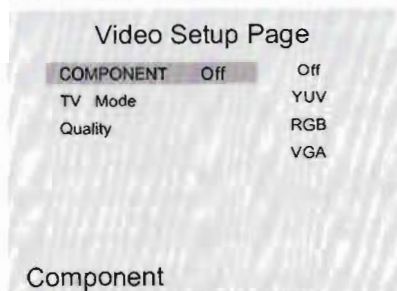 Video Setup Page
COMPONENT Off Off
TV Mode YUV
Quality RGB
VGA
Component